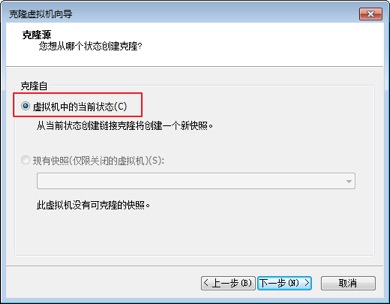 克隆虚拟机向导
克隆源
您想从哪个状态创建克隆?
克隆自
虚拟机中的当前状态(C)
从当前状态创建链接克隆将创建一个新快照。
现有快照(仅限关闭的虚拟机)(S):
此虚拟机没有可克隆的快照。
< 上一步(B) 下一步(N) > 取消